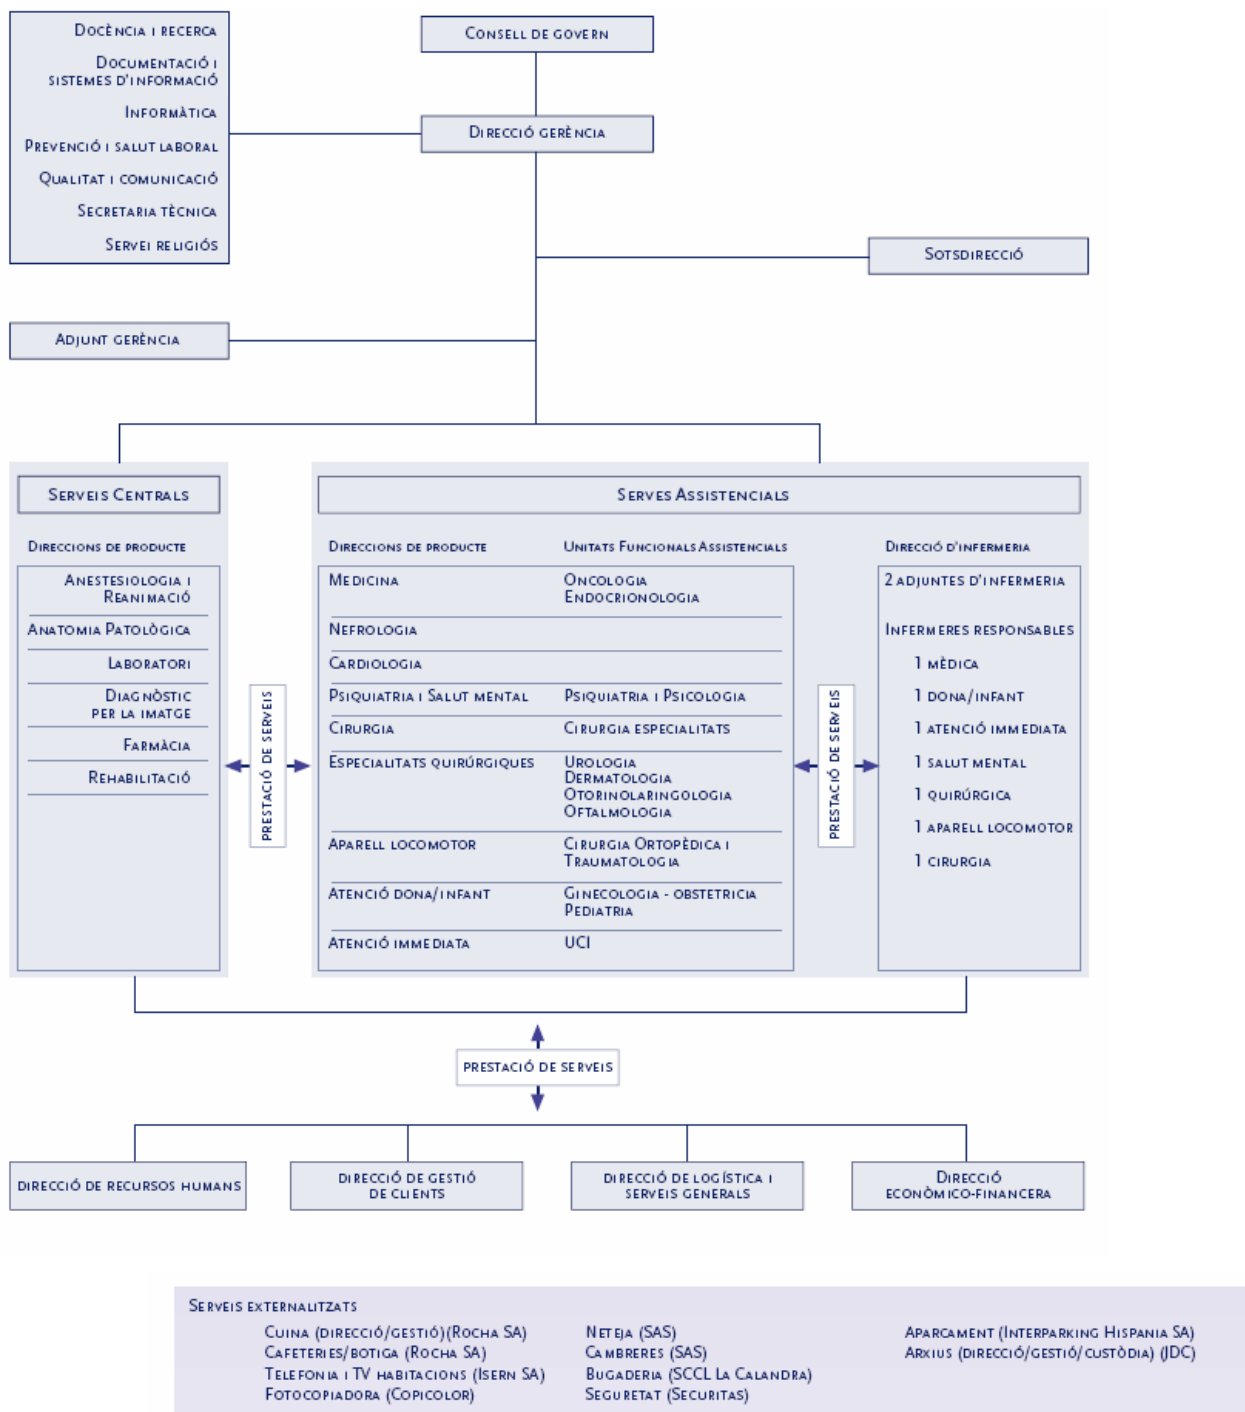 Docència i recerca
Documentació i
sistemes d'informació
Informàtica
Prevenció i salut laboral
Qualitat i comunicació
Secretaria tècnica
Servei religiós
Consell de govern
Direcció gerència
Sotsdirecció
Adjunt gerència
Serveis Centrals
Direccions de producte
Anestesiologia i
Reanimació
Anatomia Patològica
Laboratori
Diagnòstic
per la imatge
Farmàcia
Rehabilitació
prestació de serveis
Serves Assistencials
Direccions de producte
Unitats Funcionals Assistencials
Medicina
Oncologia
Endocrionologia
Nefrologia
Cardiologia
Psiquiatria i Salut mental
Psiquiatria i Psicologia
Cirurgia
Cirurgia especialitats
Especialitats quirúrgiques
Urologia
Dermatologia
Otorinolaringologia
Oftalmologia
Aparell locomotor
Cirurgia Ortopèdica i
Traumatologia
Atenció dona/infant
Ginecologia - obstetricia
Pediatria
Atenció immediata
UCI
prestació de serveis
Direcció d'infermeria
2 adjuntes d'infermeria
Infermeres responsables
1 mèdica
1 dona/infant
1 atenció immediata
1 salut mental
1 quirúrgica
1 aparell locomotor
1 cirurgia
prestació de serveis
direcció de recursos humans
dirección de gestió
de clients
direcció de logística i
serveis generals
Direcció
econòmico-financera
Serveis externalitzats
Cuina (direcció/gestió)(Rocha SA)
Cafeteries/botiga (Rocha SA)
Telefonia i TV habitacions (Isern SA)
Fotocopiadora (Copicolor)
Neteja (SAS)
Cambreres (SAS)
Bugaderia (SCCL La Calandra)
Seguretat (Securitas)
Aparcament (Interparking Hispania SA)
Arxius (direcció/gestió/custòdia) (JDC)